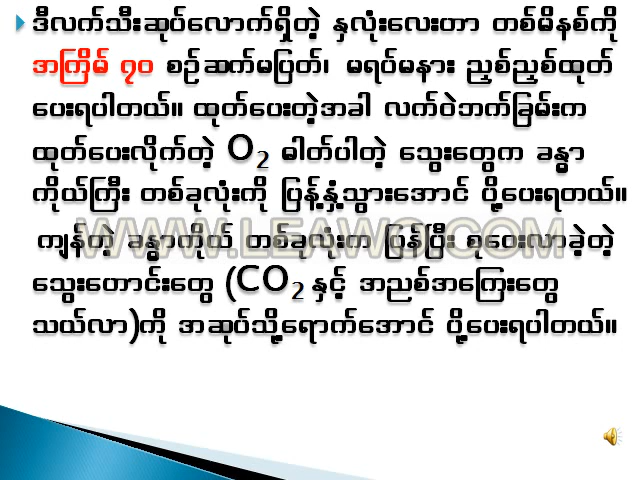 ဒီလက်သီးဆုပ်လောက်ရှိတဲ့ နှလုံးလေးဟာ တစ်မိနစ်ကို
အကြိမ် ၇၀ စဉ်ဆက်မပြတ်၊ မရပ်မနား ညှစ်ညှစ်ထုတ်
ပေးရပါတယ်။ ထုတ်ပေးတဲ့အခါ လက်ဝဲဘက်ခြမ်းက
ထုတ်ပေးလိုက်တဲ့ O₂ ဓါတ်ပါတဲ့ သွေးတွေက ခန္ဓာ
ကိုယ်ကြီး တစ်ခုလုံးကို ပြန့်နှံ့သွားအောင် ပို့ပေးရတယ်။
ကျန်တဲ့ ခန္ဓာကိုယ် တစ်ခုလုံးက ပြန်ပြီး စုဝေးလာခဲ့တဲ့
သွေးဟောင်းတွေ (CO₂ နှင့် အညစ်အကြေးတွေ
သယ်လာ)ကို အဆုပ်သို့ရောက်အောင် ပို့ပေးရပါတယ်။
WWW.LEAWO.COM